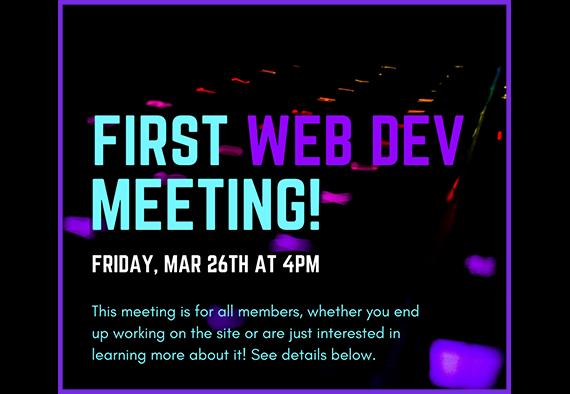 FIRST WEB DEV
MEETING!
FRIDAY, MAR 26TH AT 4PM
This meeting is for all members, whether you end
up working on the site or are just interested in
learning more about it! See details below.